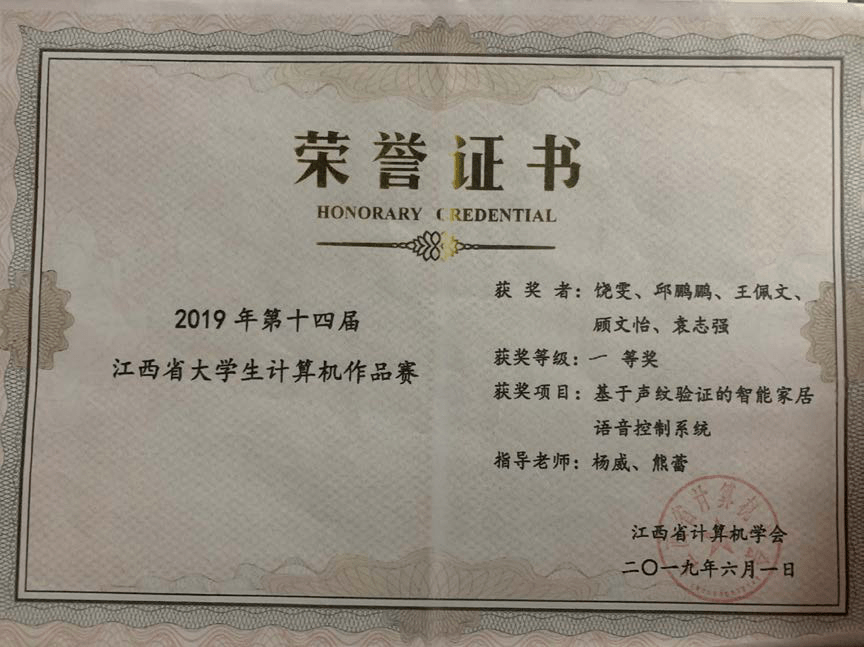 荣誉证书
HONORARY CREDENTIAL
2019 年第十四届
江西省大学生计算机作品赛
获 奖 者：饶雯、邱鹏鹏、王佩文、
顾文怡、袁志强
获奖等级：一 等奖
获奖项目：基于声纹验证的智能家居
语音控制系统
指导老师：杨威、熊蕾
江西省计算机学会
二〇一九年六月一日